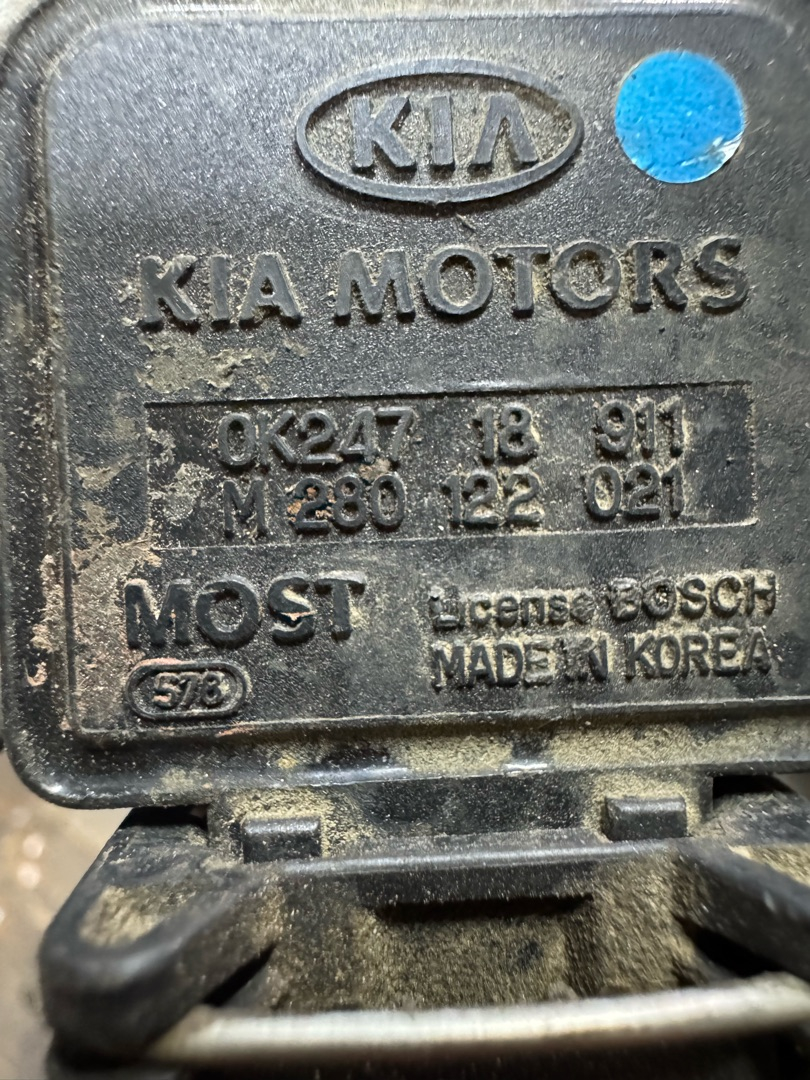 KIA
KIA MOTORS
0K247 18 911
M 280 122 021
MOST
License BOSCH
578
MADE IN KOREA